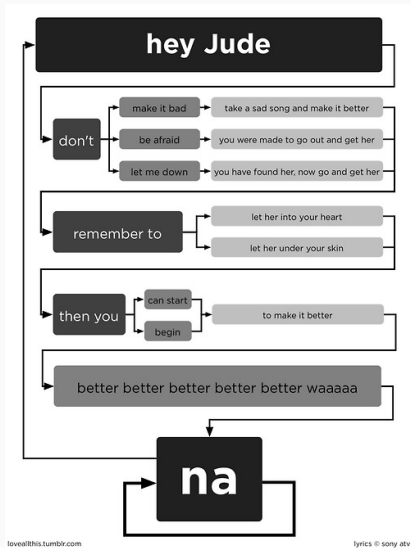 hey Jude
don't
make it bad
take a sad song and make it better
be afraid
you were made to go out and get her
let me down
you have found her, now go and get her
remember to
let her into your heart
let her under your skin
then you
can start
begin
to make it better
better better better better better waaaaa
na
loveallthis.tumblr.com
lyrics © sony atv